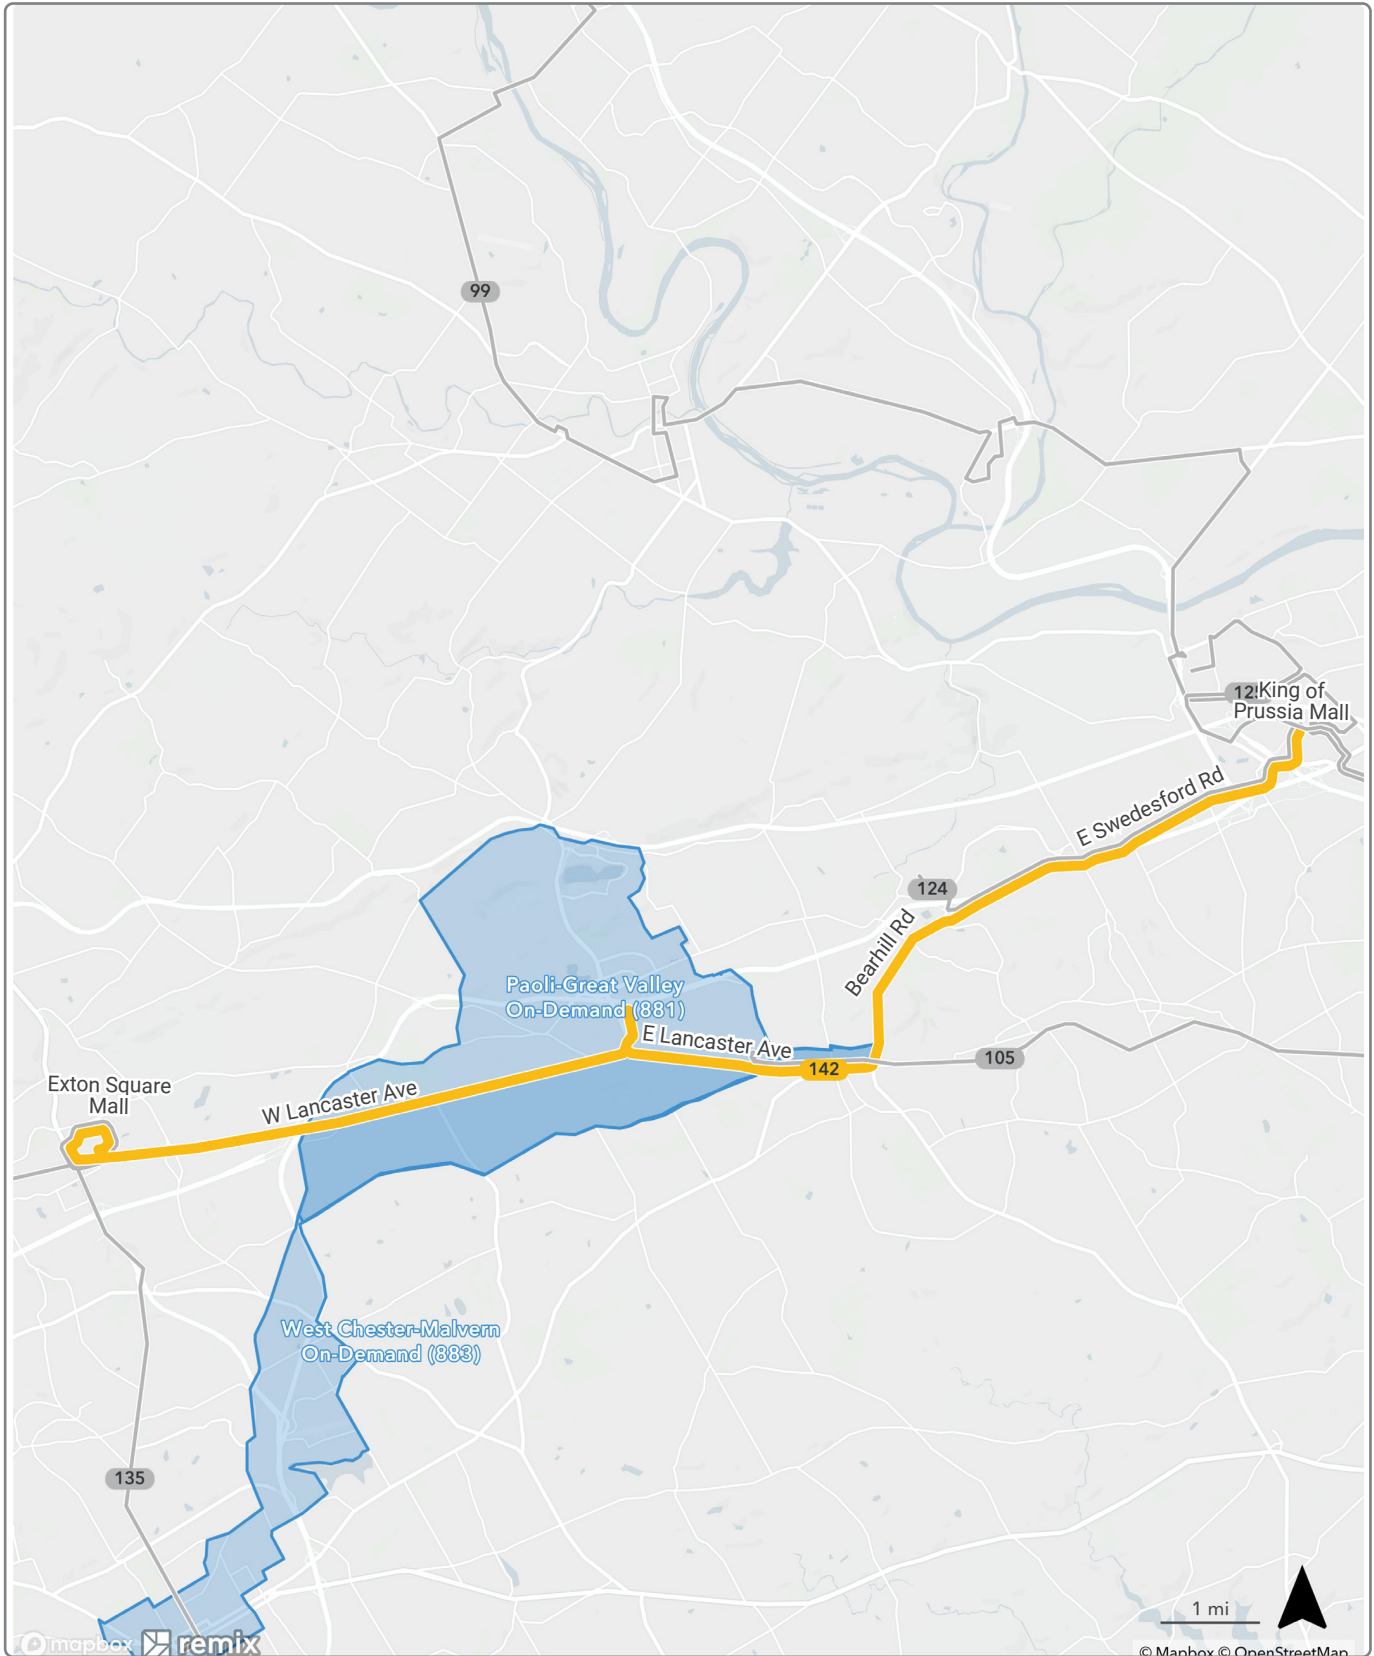 99
125
King of
Prussia Mall
E Swedesford Rd
124
Bearhill Rd
Paoli-Great Valley
On-Demand (881)
E Lancaster Ave
142
105
Exton Square
Mall
W Lancaster Ave
West Chester-Malvern
On-Demand (883)
135
1 mi
mapbox
remix
© Mapbox © OpenStreetMap